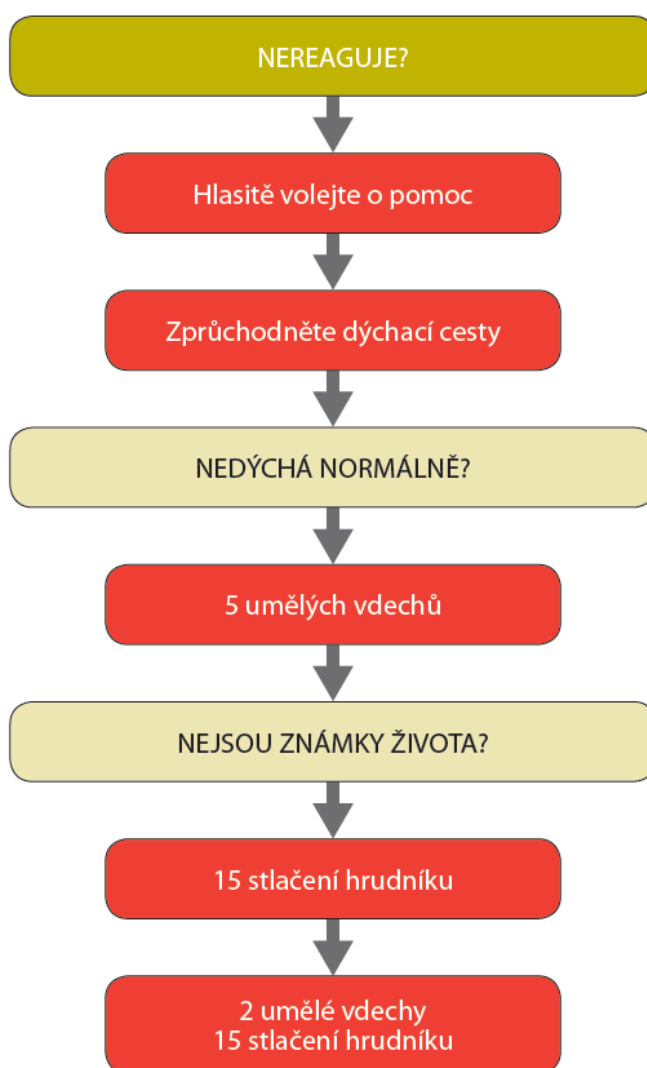 NEREAGUJE?
Hlasitě volejte o pomoc
Zprůchodněte dýchací cesty
NEDÝCHÁ NORMÁLNĚ?
5 umělých vdechů
NEJSOU ZNÁMKY ŽIVOTA?
15 stlačení hrudníku
2 umělé vdechy
15 stlačení hrudníku